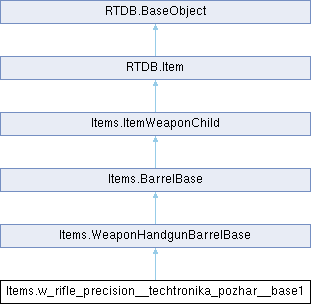 RTDB.BaseObject
RTDB.Item
Items.ItemWeaponChild
Items.BarrelBase
Items.WeaponHandgunBarrelBase
Items.w_rifle_precision__techtronika_pozhar__base1